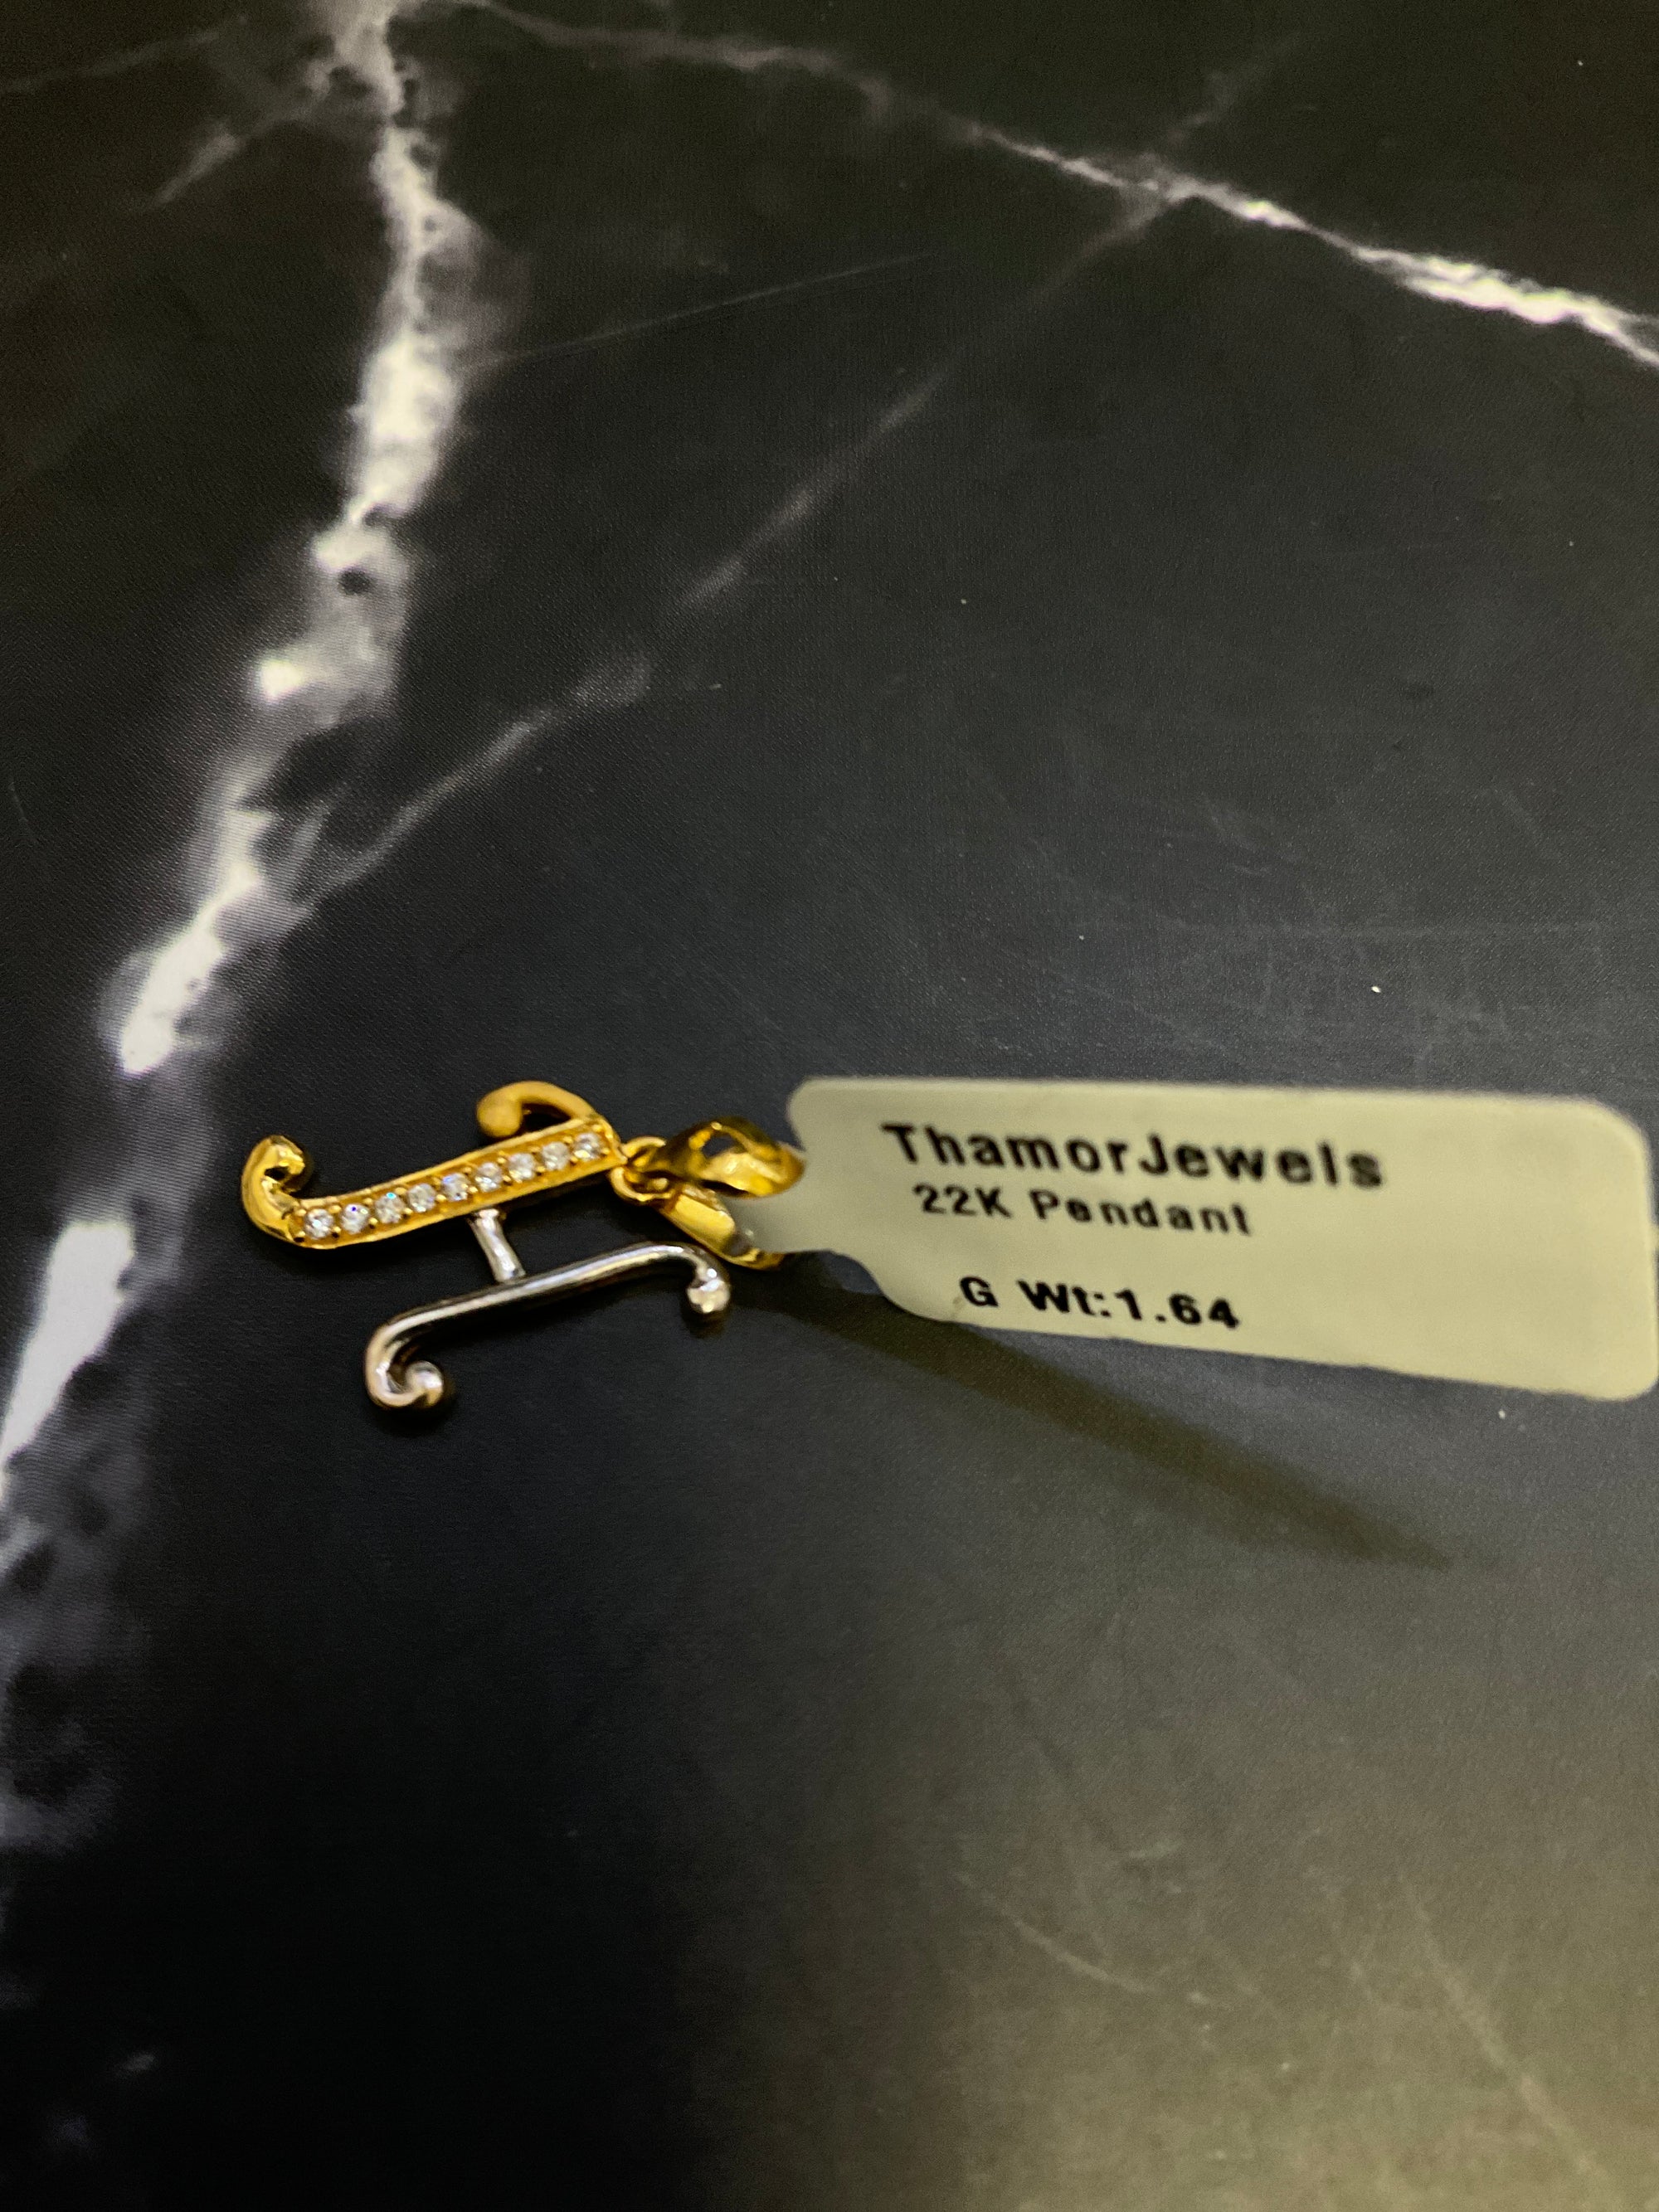 ThamorJewels
22K Pendant
G Wt:1.64